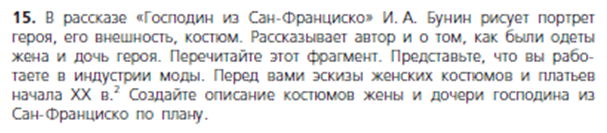 15. В рассказе «Господин из Сан-Франциско» И. А. Бунин рисует портрет
героя, его внешность, костюм. Рассказывает автор и о том, как были одеты
жена и дочь героя. Перечитайте этот фрагмент. Представьте, что вы рабо-
таете в индустрии моды. Перед вами эскизы женских костюмов и платьев
начала XX в.² Создайте описание костюмов жены и дочери господина из
Сан-Франциско по плану.